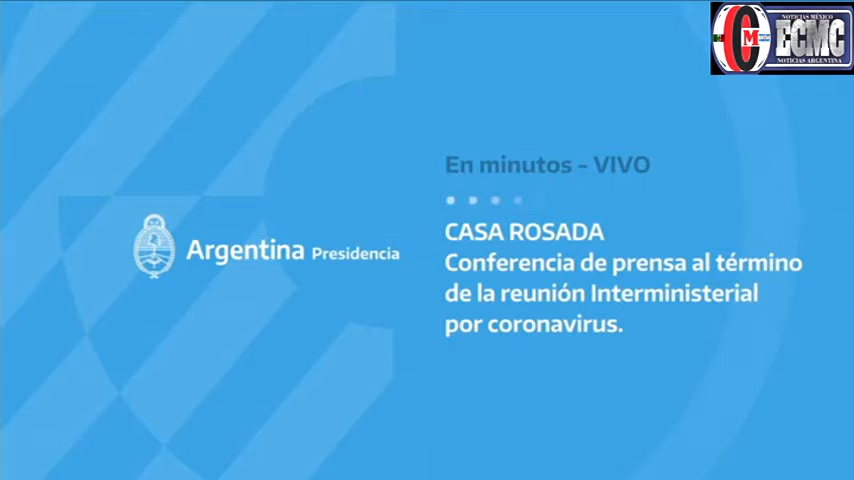 NOTICIAS MÉXICO
CM
ECMC
NOTICIAS ARGENTINA
En minutos - VIVO
CASA ROSADA
Argentina Presidencia
Conferencia de prensa al término
de la reunión Interministerial
por coronavirus.